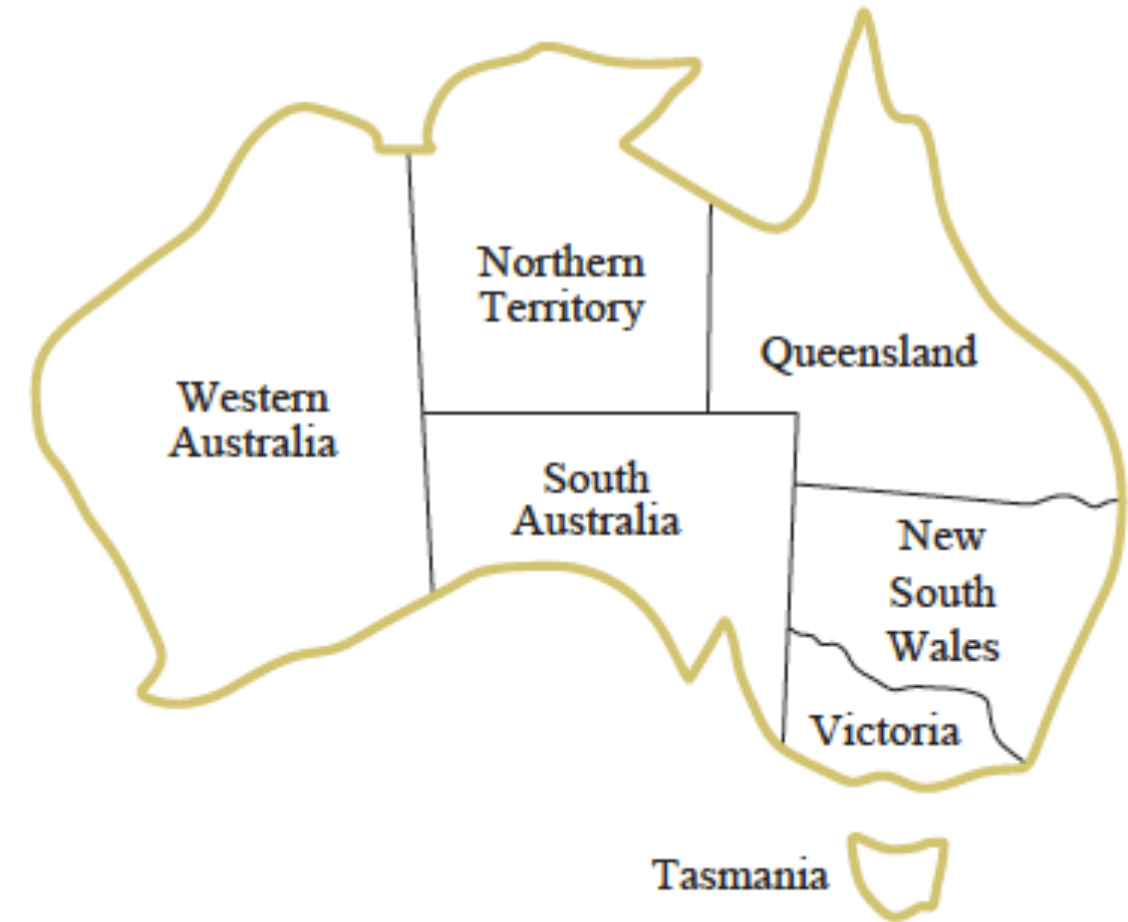 Northern
Territory
Queensland
Western
Australia
South
Australia
New
South
Wales
Victoria
Tasmania